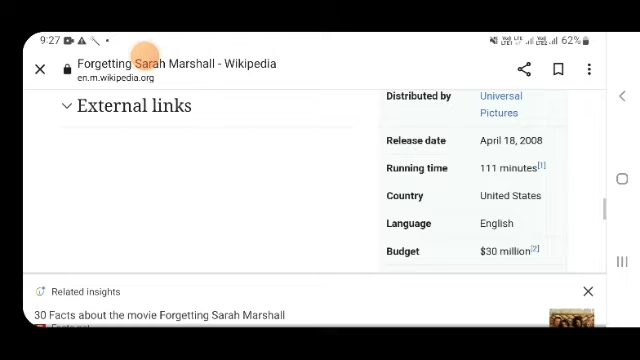 9:27 62%
Forgetting Sarah Marshall - Wikipedia
en.m.wikipedia.org
External links
Distributed by Universal
Pictures
Release date April 18, 2008
Running time 111 minutes[1]
Country United States
Language English
Budget $30 million[2]
Related insights
30 Facts about the movie Forgetting Sarah Marshall